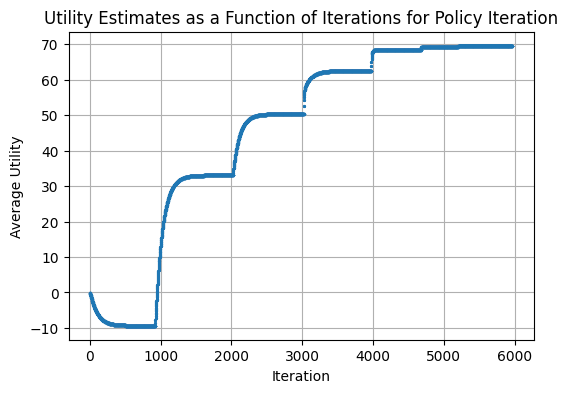 Utility Estimates as a Function of Iterations for Policy Iteration
70
60
50
40
30
20
10
0
−10
Average Utility
0 1000 2000 3000 4000 5000 6000
Iteration